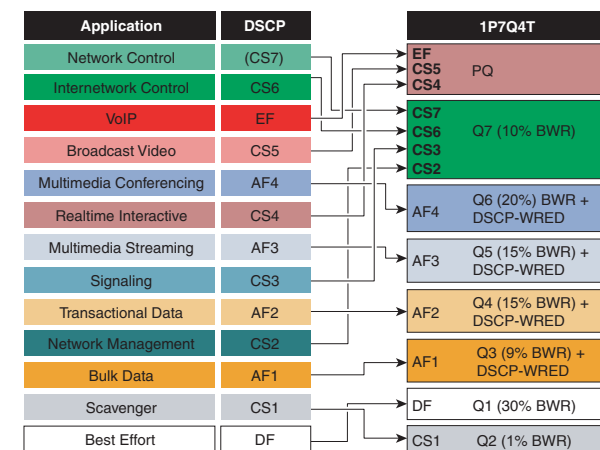 Application DSCP 1P7Q4T
Network Control (CS7)
Internetwork Control CS6
VoIP EF
Broadcast Video CS5
Multimedia Conferencing AF4
Realtime Interactive CS4
Multimedia Streaming AF3
Signaling CS3
Transactional Data AF2
Network Management CS2
Bulk Data AF1
Scavenger CS1
Best Effort DF
EF
CS5 PQ
CS4
CS7
CS6 Q7 (10% BWR)
CS3
CS2
AF4 Q6 (20%) BWR +
DSCP-WRED
AF3 Q5 (15% BWR) +
DSCP-WRED
AF2 Q4 (15% BWR) +
DSCP-WRED
AF1 Q3 (9% BWR) +
DSCP-WRED
DF Q1 (30% BWR)
CS1 Q2 (1% BWR)